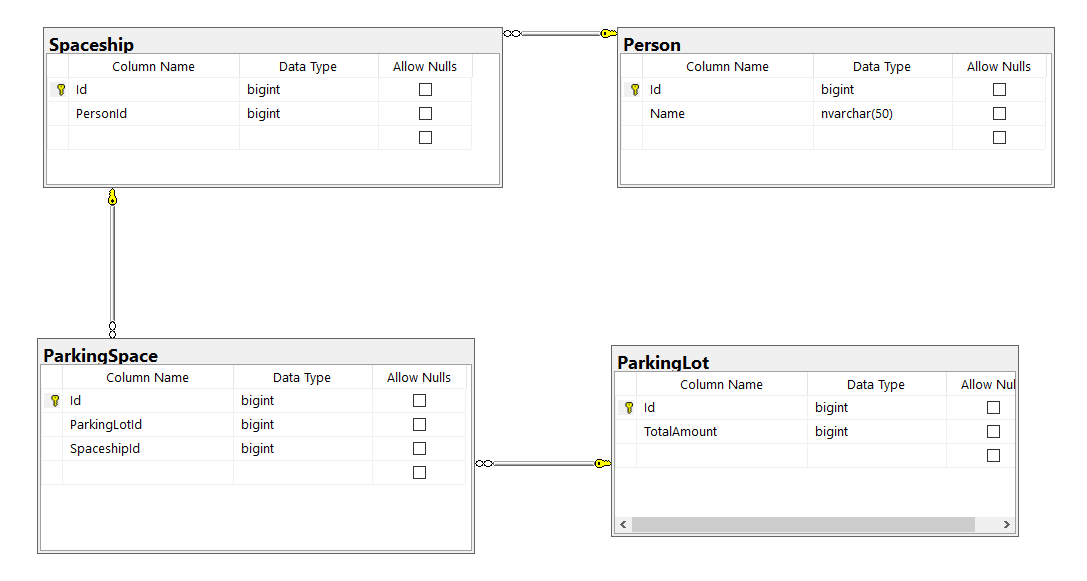 Spaceship
Column Name Data Type Allow Nulls
Id bigint
PersonId bigint
Person
Column Name Data Type Allow Nulls
Id bigint
Name nvarchar(50)
ParkingSpace
Column Name Data Type Allow Nulls
Id bigint
ParkingLotId bigint
SpaceshipId bigint
ParkingLot
Column Name Data Type Allow Nul
Id bigint
TotalAmount bigint